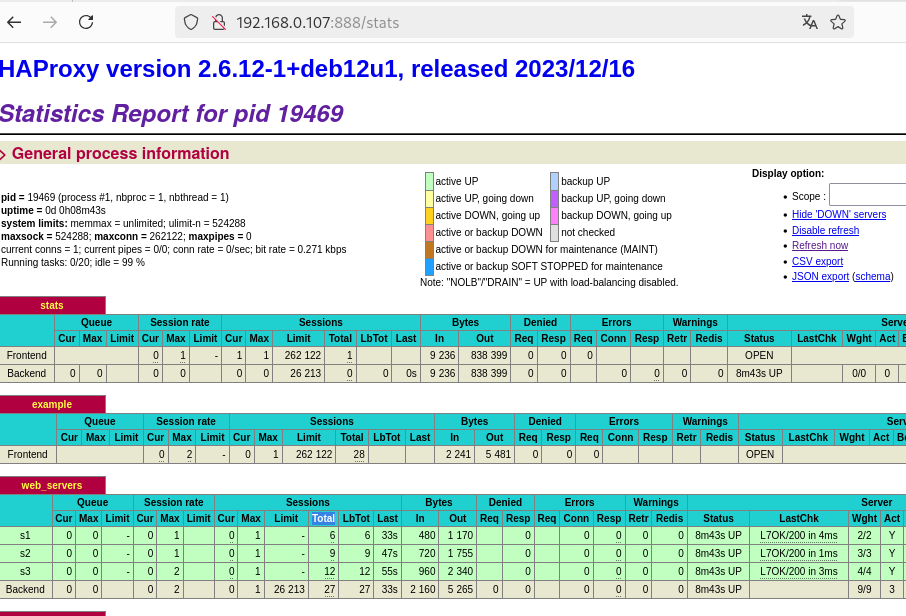 192.168.0.107:888/stats
HAProxy version 2.6.12-1+deb12u1, released 2023/12/16
Statistics Report for pid 19469
General process information
pid = 19469 (process #1, nbproc = 1, nbthread = 1)
uptime = 0d 0h08m43s
system limits: memmax = unlimited; ulimit-n = 524288
maxsock = 524288; maxconn = 262122; maxpipes = 0
current conns = 1; current pipes = 0/0; conn rate = 0/sec; bit rate = 0.271 kbps
Running tasks: 0/20; idle = 99 %
active UP
backup UP
active UP, going down
backup UP, going down
active DOWN, going up
backup DOWN, going up
active or backup DOWN
not checked
active or backup DOWN for maintenance (MAINT)
active or backup SOFT STOPPED for maintenance
Note: "NOLB"/"DRAIN" = UP with load-balancing disabled.
Display option:
Scope :
Hide 'DOWN' servers
Disable refresh
Refresh now
CSV export
JSON export (schema)
stats
Queue Session rate Sessions Bytes Denied Errors Warnings
Cur Max Limit Cur Max Limit Cur Max Limit Total LbTot Last In Out Req Resp Req Conn Resp Retr Redis Status LastChk Wght Act
Frontend 0 1 - 1 1 262 122 1 9 236 838 399 0 0 0 OPEN
Backend 0 0 0 0 0 0 26 213 0 0 0s 9 236 838 399 0 0 0 0 0 0 8m43s UP 0/0 0
example
Queue Session rate Sessions Bytes Denied Errors Warnings
Cur Max Limit Cur Max Limit Cur Max Limit Total LbTot Last In Out Req Resp Req Conn Resp Retr Redis Status LastChk Wght Act
Frontend 0 2 - 0 1 262 122 28 2 241 5 481 0 0 0 OPEN
web_servers
Queue Session rate Sessions Bytes Denied Errors Warnings Server
Cur Max Limit Cur Max Limit Cur Max Limit Total LbTot Last In Out Req Resp Req Conn Resp Retr Redis Status LastChk Wght Act
s1 0 0 - 0 1 0 1 - 6 6 33s 480 1 170 0 0 0 0 0 8m43s UP L7OK/200 in 4ms 2/2 Y
s2 0 0 - 0 1 0 1 - 9 9 47s 720 1 755 0 0 0 0 0 8m43s UP L7OK/200 in 1ms 3/3 Y
s3 0 0 - 0 2 0 1 - 12 12 55s 960 2 340 0 0 0 0 0 8m43s UP L7OK/200 in 3ms 4/4 Y
Backend 0 0 0 2 0 1 26 213 27 27 33s 2 160 5 265 0 0 0 0 0 0 8m43s UP 9/9 3